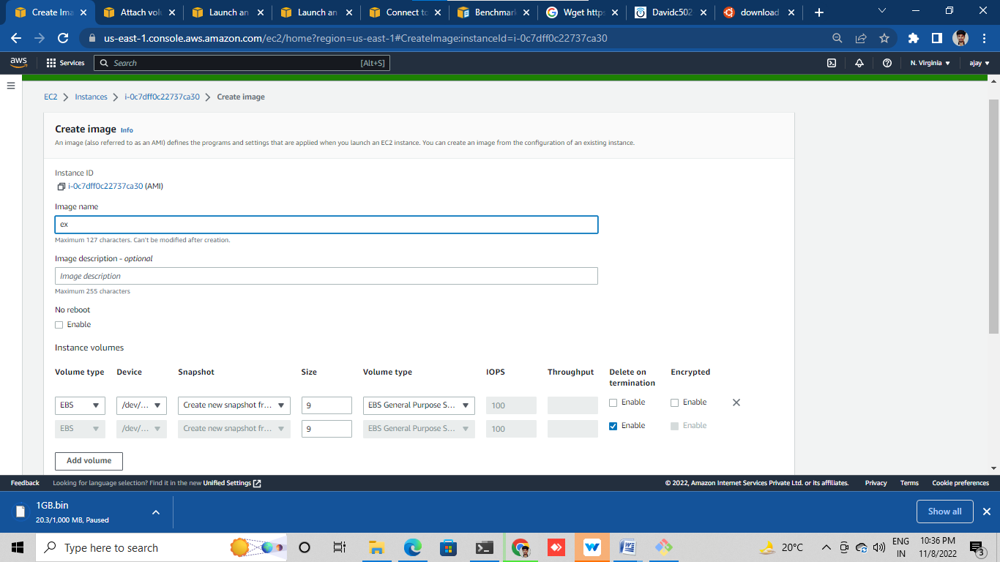 Create Ima
Attach volu
Launch an
Launch an
Connect to
Benchmark
Wget https
Davidc502
download
us-east-1.console.aws.amazon.com/ec2/home?region=us-east-1#CreateImage:instanceId=i-0c7dff0c22737ca30
aws
Services
Search
[Alt+S]
N. Virginia
ajay
EC2 > Instances > i-0c7dff0c22737ca30 > Create image
Create image Info
An image (also referred to as an AMI) defines the programs and settings that are applied when you launch an EC2 instance. You can create an image from the configuration of an existing instance.
Instance ID
i-0c7dff0c22737ca30 (AMI)
Image name
ex
Maximum 127 characters. Can't be modified after creation.
Image description - optional
Image description
Maximum 255 characters
No reboot
Enable
Instance volumes
Volume type Device Snapshot Size Volume type IOPS Throughput Delete on termination Encrypted
EBS /dev/... Create new snapshot fr... 9 EBS General Purpose S... 100 Enable Enable
EBS /dev/... Create new snapshot fr... 9 EBS General Purpose S... 100 Enable Enable
Add volume
Feedback Looking for language selection? Find it in the new Unified Settings © 2022, Amazon Internet Services Private Ltd. or its affiliates. Privacy Terms Cookie preferences
1GB.bin
20.3/1,000 MB, Paused
Show all
Type here to search
20°C
ENG
IN
10:36 PM
11/8/2022
3